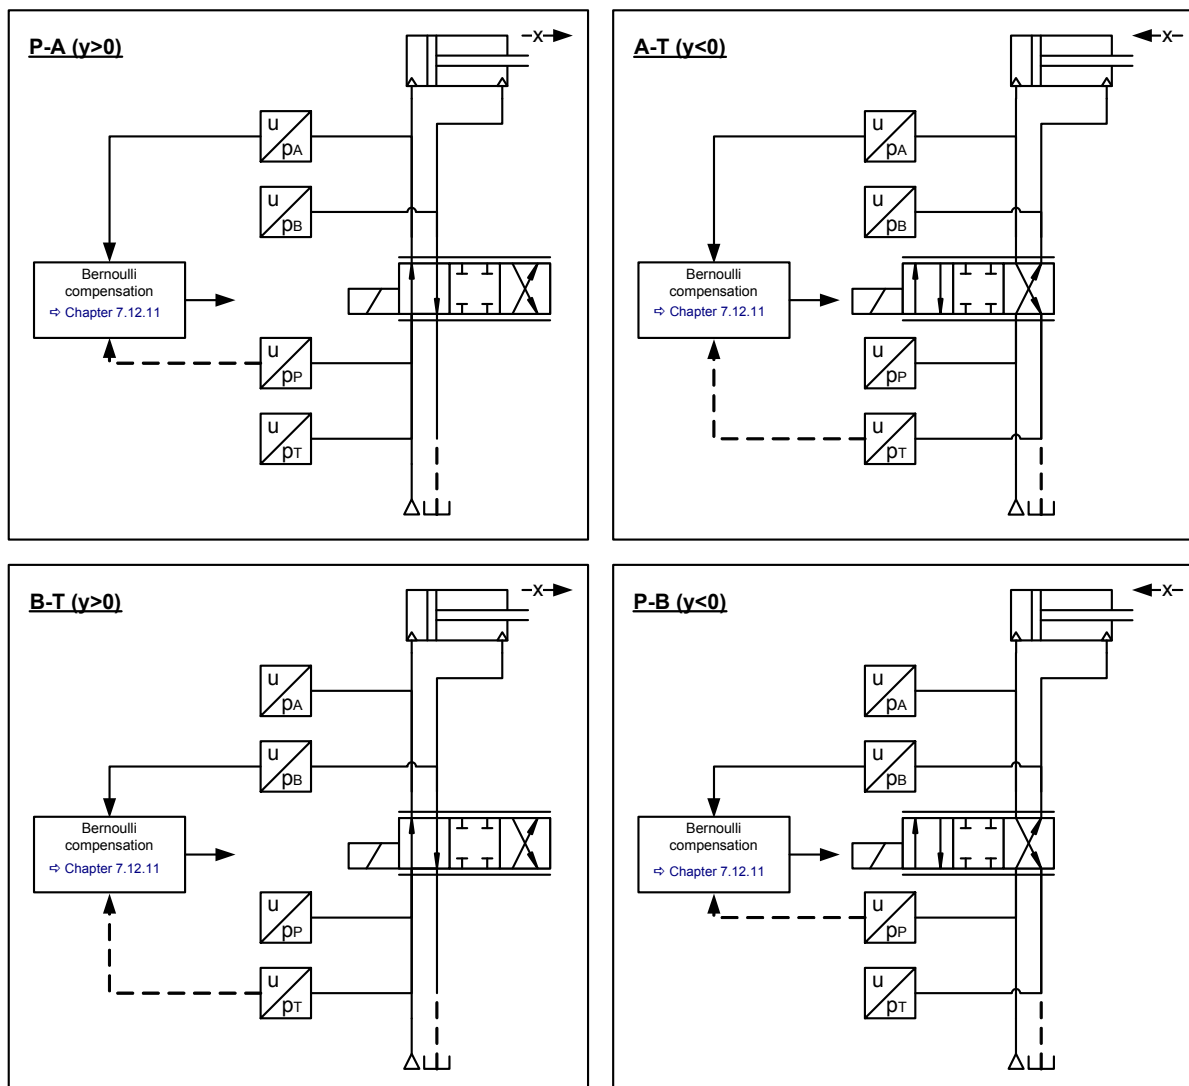 P-A (y>0)
x
u
pA
u
pB
Bernoulli
compensation
⇨ Chapter 7.12.11
u
pP
u
pT
A-T (y<0)
x
u
pA
u
pB
Bernoulli
compensation
⇨ Chapter 7.12.11
u
pP
u
pT
B-T (y>0)
x
u
pA
u
pB
Bernoulli
compensation
⇨ Chapter 7.12.11
u
pP
u
pT
P-B (y<0)
x
u
pA
u
pB
Bernoulli
compensation
⇨ Chapter 7.12.11
u
pP
u
pT